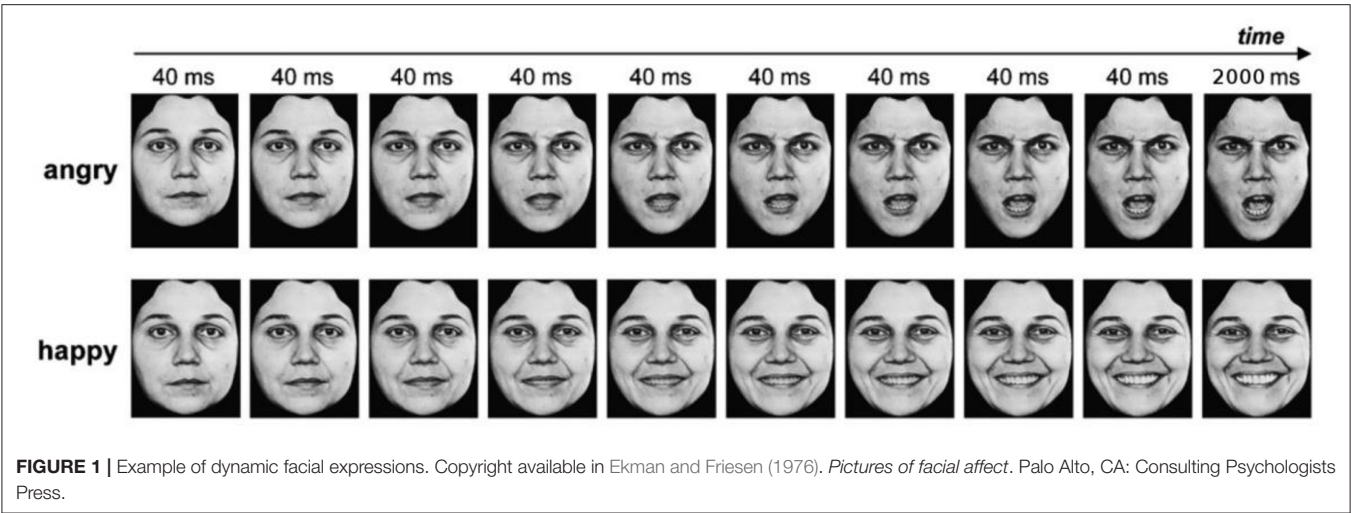 time
40 ms 40 ms 40 ms 40 ms 40 ms 40 ms 40 ms 40 ms 40 ms 2000 ms
angry
happy
FIGURE 1 | Example of dynamic facial expressions. Copyright available in Ekman and Friesen (1976). Pictures of facial affect. Palo Alto, CA: Consulting Psychologists
Press.